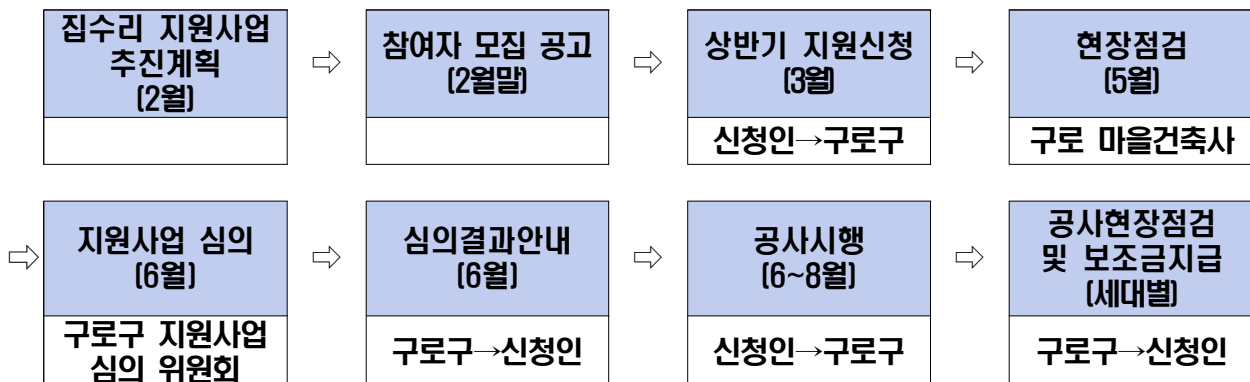 집수리 지원사업
추진계획
(2월)
⇨
참여자 모집 공고
(2월말)
⇨
상반기 지원신청
(3월)
신청인→구로구
⇨
현장점검
(5월)
구로 마을건축사
⇨
지원사업 심의
(6월)
구로구 지원사업
심의 위원회
⇨
심의결과안내
(6월)
구로구→신청인
⇨
공사시행
(6~8월)
신청인→구로구
⇨
공사현장점검
및 보조금지급
(세대별)
구로구→신청인